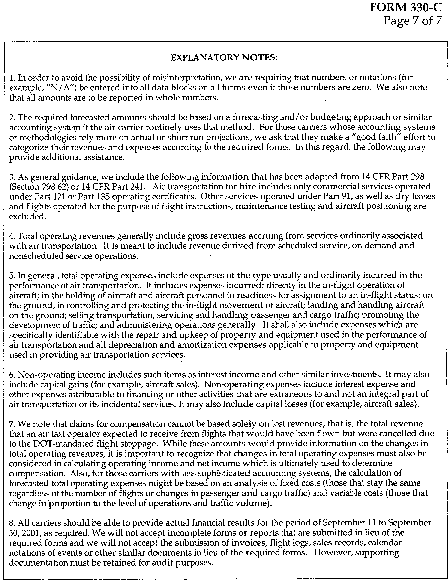 FORM 330-C
Page 7 of 7
EXPLANATORY NOTES:
1. In order to avoid the possibility of misinterpretation, we are requiring that numbers or notations (for
example, "N/A") be entered into all data blocks on all forms even if those numbers are zero. We also note
that all amounts are to be reported in whole numbers.
2. The required forecasted amounts should be based on a forecasting and/or budgeting approach or similar
accounting system if the air carrier routinely uses that method. For those carriers whose accounting systems
or methodologies rely more on actual or short run projections, we ask that they make a "good faith" effort to
categorize their revenues and expenses according to the required forms. In this regard, the following may
provide additional assistance.
3. As general guidance, we include the following information that has been adapted from 14 CFR Part 298
(Section 298.62) or 14 CFR Part 241. Air transportation for hire includes only commercial services operated
under Part 121 or Part 135 operating certificates. Other services operated under Part 91, as well as dry leases
and flights operated for the purpose of flight instructions, maintenance testing and aircraft positioning are
excluded.
4. Total operating revenues generally include gross revenues accruing from services ordinarily associated
with air transportation. It is meant to include revenue derived from scheduled service, on-demand and
nonscheduled service operations.
5. In general, total operating expenses include expenses of the type usually and ordinarily incurred in the
performance of air transportation. It includes expenses incurred: directly in the in-flight operation of
aircraft; in the holding of aircraft and aircraft personnel in readiness for assignment to an in-flight status; on
the ground, in controlling and protecting the in-flight movement of aircraft; landing and handling aircraft
on the ground; selling transportation, servicing and handling passenger and cargo traffic; promoting the
development of traffic; and administering operations generally. It shall also include expenses which are
specifically identifiable with the repair and upkeep of property and equipment used in the performance of
air transportation and all depreciation and amortization expenses applicable to property and equipment
used in providing air transportation services.
6. Non-operating income includes such items as interest income and other similar investments. It may also
include capital gains (for example, aircraft sales). Non-operating expenses include interest expense and
other expenses attributable to financing or other activities that are extraneous to and not an integral part of
air transportation or its incidental services. It may also include capital losses (for example, aircraft sales).
7. We note that claims for compensation cannot be based solely on lost revenues, that is, the total revenue
that an air taxi operator expected to receive from flights that would have been flown but were cancelled due
to the DOT-mandated flight stoppage. While these amounts would provide information on the changes in
total operating revenues, it is important to recognize that changes in total operating expenses must also be
considered in calculating operating income and net income which is ultimately used to determine
compensation. Also, for those carriers with less sophisticated accounting systems, the calculation of
forecasted total operating expenses might be based on an analysis of fixed costs (those that stay the same
regardless of the number of flights or changes in passenger and cargo traffic) and variable costs (those that
change in proportion to the level of operations and traffic volume).
8. All carriers should be able to provide actual financial results for the period of September 11 to September
30, 2001, as required. We will not accept incomplete forms or reports that are submitted in lieu of the
required forms and we will not accept the submission of invoices, flight logs, sales records, calendar
notations of events or other similar documents in lieu of the required forms. However, supporting
documentation must be retained for audit purposes.